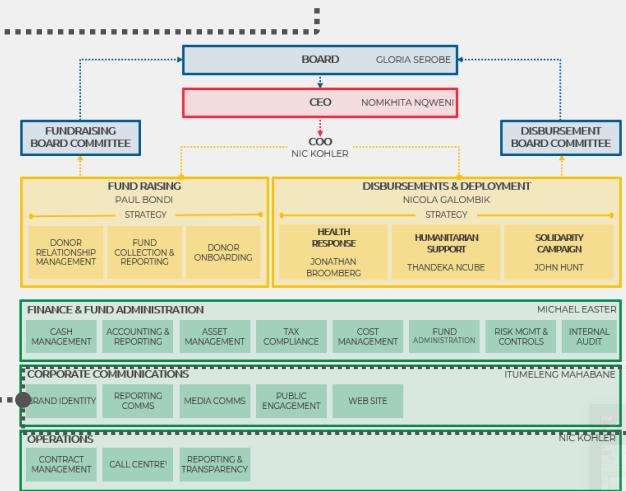 BOARD GLORIA SEROBE
CEO NOMKHITA NQWENI
COO
NIC KOHLER
FUNDRAISING
BOARD COMMITTEE
DISBURSEMENT
BOARD COMMITTEE
FUND RAISING
PAUL BONDI
STRATEGY
DONOR
RELATIONSHIP
MANAGEMENT
FUND
COLLECTION &
REPORTING
DONOR
ONBOARDING
DISBURSEMENTS & DEPLOYMENT
NICOLA GALOMBIK
STRATEGY
HEALTH
RESPONSE
JONATHAN
BROOMBERG
HUMANITARIAN
SUPPORT
THANDEKA NCUBE
SOLIDARITY
CAMPAIGN
JOHN HUNT
FINANCE & FUND ADMINISTRATION MICHAEL EASTER
CASH
MANAGEMENT
ACCOUNTING &
REPORTING
ASSET
MANAGEMENT
TAX
COMPLIANCE
COST
MANAGEMENT
FUND
ADMINISTRATION
RISK MGMT &
CONTROLS
INTERNAL
AUDIT
CORPORATE COMMUNICATIONS ITUMELENG MAHABANE
BRAND IDENTITY
REPORTING
COMMS
MEDIA COMMS
PUBLIC
ENGAGEMENT
WEB SITE
OPERATIONS NIC KOHLER
CONTRACT
MANAGEMENT
CALL CENTRE¹
REPORTING &
TRANSPARENCY